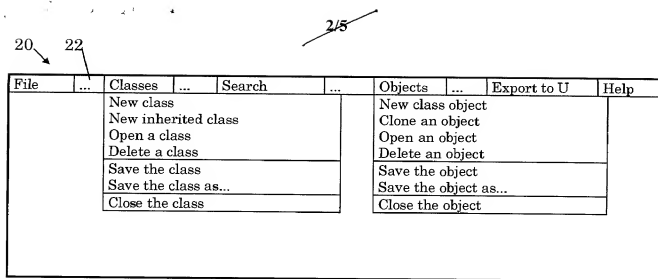 2/5
20 22
File ... Classes ... Search ... Objects ... Export to U Help
New class New class object
New inherited class Clone an object
Open a class Open an object
Delete a class Delete an object
Save the class Save the object
Save the class as... Save the object as...
Close the class Close the object